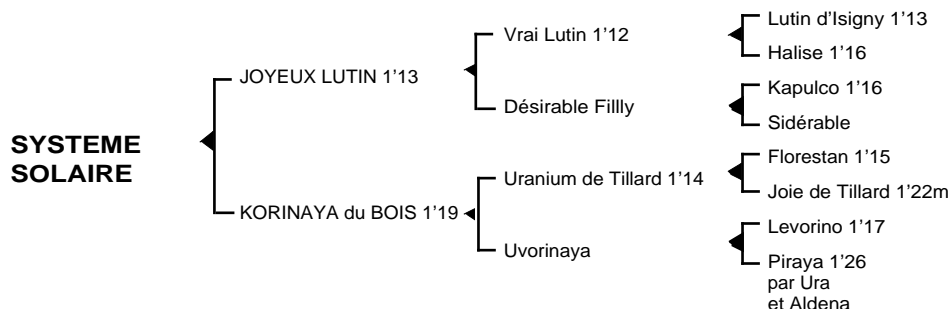 SYSTEME
SOLAIRE
JOYEUX LUTIN 1’13
KORINAYA du BOIS 1’19
Vrai Lutin 1’12
Désirable Fillly
Uranium de Tillard 1’14
Uvorinaya
Lutin d’Isigny 1’13
Halise 1’16
Kapulco 1’16
Sidérable
Florestan 1’15
Joie de Tillard 1’22m
Levorino 1’17
Piraya 1’26
par Ura
et Aldena